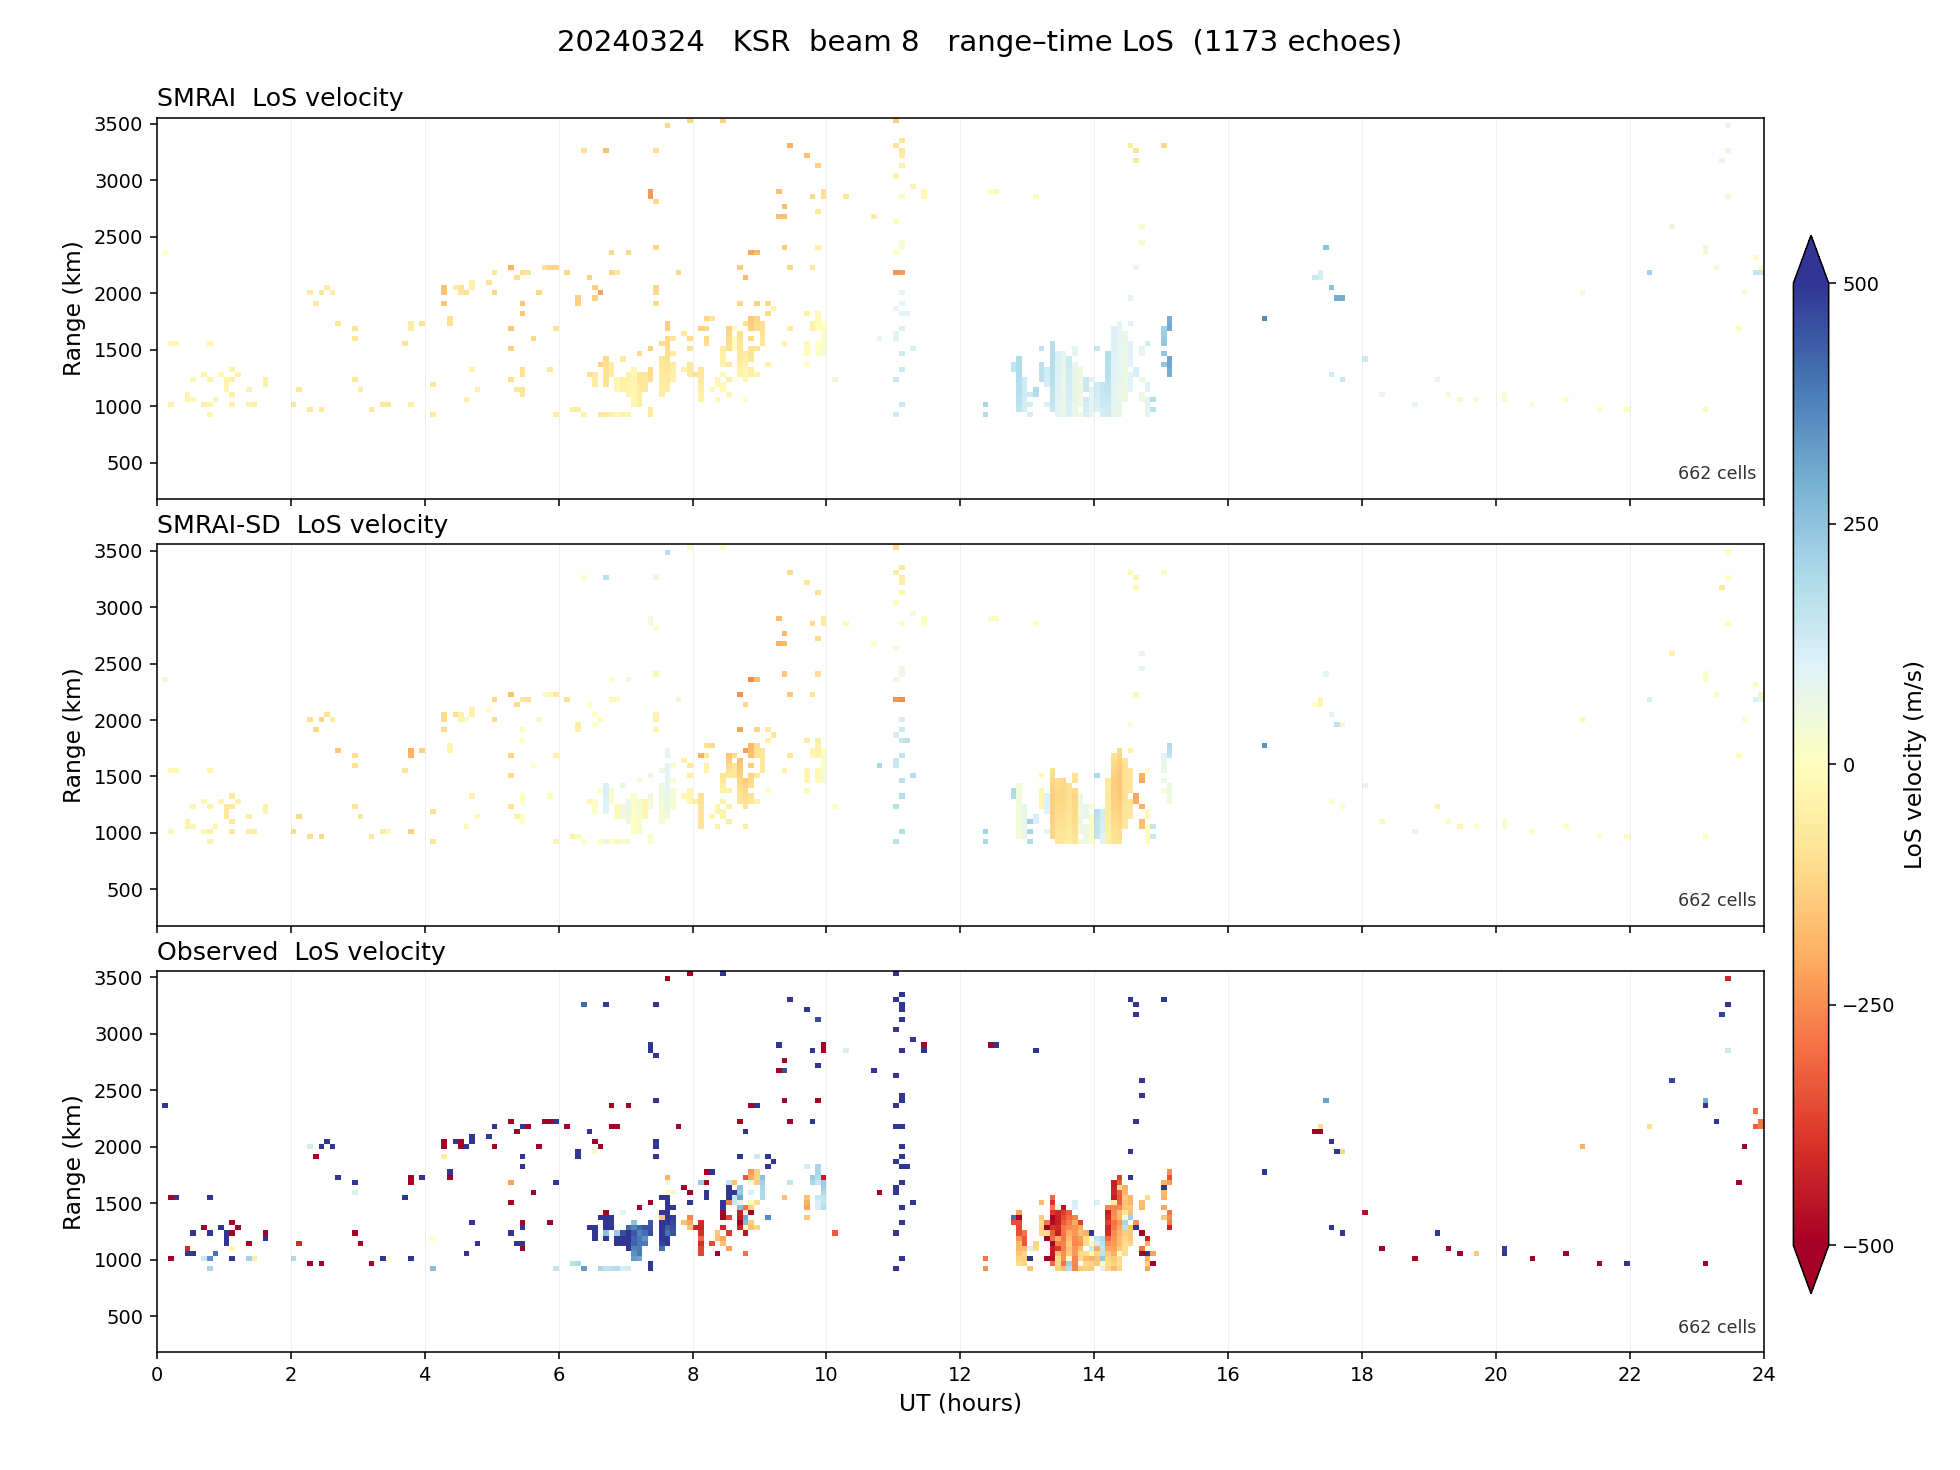 20240324   KSR  beam 8   range–time LoS  (1173 echoes)
SMRAI  LoS velocity
3500
3000
2500
2000
1500
1000
500
Range (km)
662 cells
SMRAI-SD  LoS velocity
3500
3000
2500
2000
1500
1000
500
Range (km)
662 cells
Observed  LoS velocity
3500
3000
2500
2000
1500
1000
500
Range (km)
662 cells
0 2 4 6 8 10 12 14 16 18 20 22 24
UT (hours)
500
250
0
−250
−500
LoS velocity (m/s)